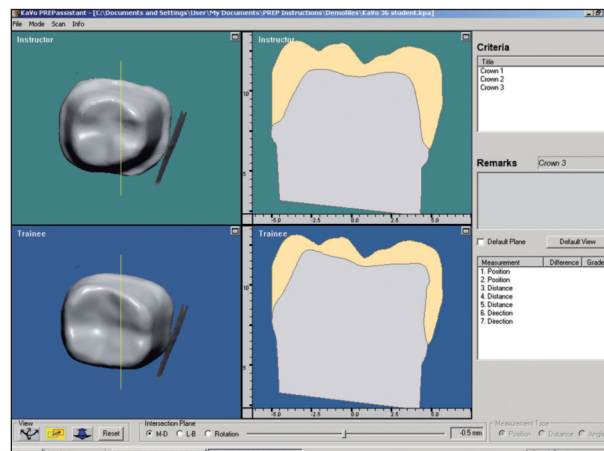 KaVo PREPassistant - [C:\Documents and Settings\User\My Documents\PREP Instructions\Demofiles\KaVo 36 student.kpa]
File Mode Scan Info
Instructor
Instructor
10
5
-5.0 -2.5 0.0 2.5 5.0
Criteria
Title
Crown 1
Crown 2
Crown 3
Remarks Crown 3
Default Plane Default View
Measurement Difference Grade
1. Position
2. Position
3. Distance
4. Distance
5. Distance
6. Direction
7. Direction
Trainee
Trainee
10
5
-5.0 -2.5 0.0 2.5 5.0
View
Reset
Intersection Plane
M-D L-B Rotation -0.5 mm
Measurement Type
Position Distance Angle